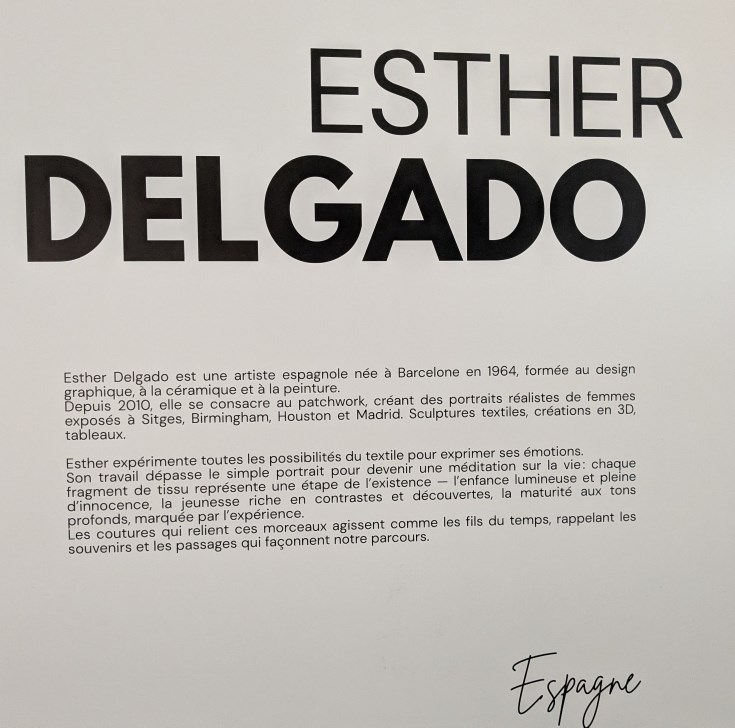 ESTHER
DELGADO
Esther Delgado est une artiste espagnole née à Barcelone en 1964, formée au design
graphique, à la céramique et à la peinture.
Depuis 2010, elle se consacre au patchwork, créant des portraits réalistes de femmes
exposés à Sitges, Birmingham, Houston et Madrid. Sculptures textiles, créations en 3D,
tableaux.
Esther expérimente toutes les possibilités du textile pour exprimer ses émotions.
Son travail dépasse le simple portrait pour devenir une méditation sur la vie : chaque
fragment de tissu représente une étape de l’existence — l’enfance lumineuse et pleine
d’innocence, la jeunesse riche en contrastes et découvertes, la maturité aux tons
profonds, marquée par l’expérience.
Les coutures qui relient ces morceaux agissent comme les fils du temps, rappelant les
souvenirs et les passages qui façonnent notre parcours.
Espagne